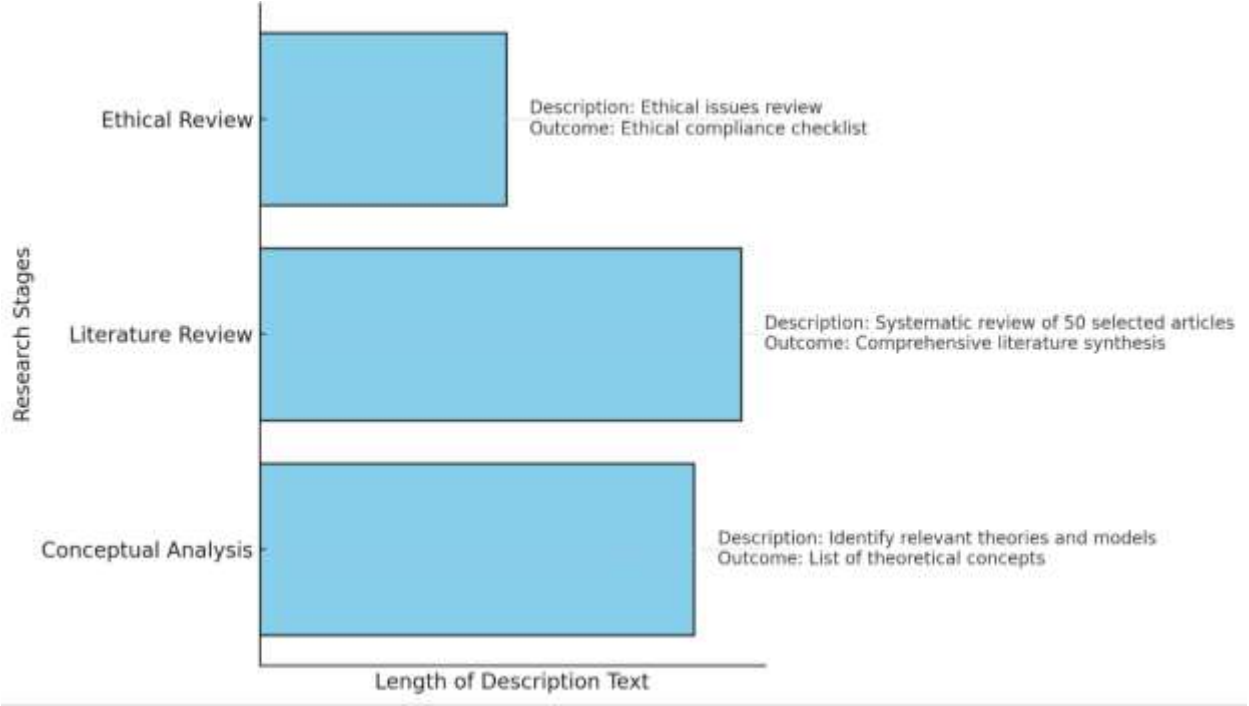 Ethical Review
Description: Ethical issues review
Outcome: Ethical compliance checklist
Research Stages
Literature Review
Description: Systematic review of 50 selected articles
Outcome: Comprehensive literature synthesis
Conceptual Analysis
Description: Identify relevant theories and models
Outcome: List of theoretical concepts
Length of Description Text